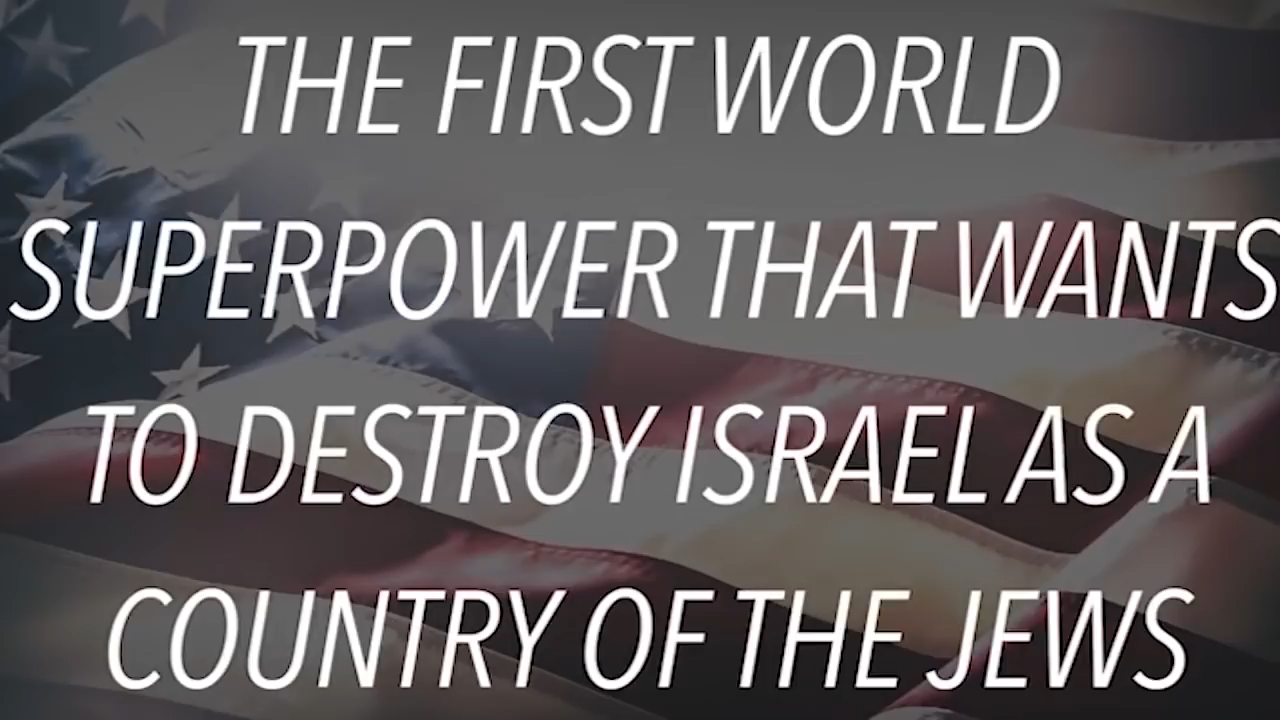 THE FIRST WORLD
SUPERPOWER THAT WANTS
TO DESTROY ISRAEL AS A
COUNTRY OF THE JEWS